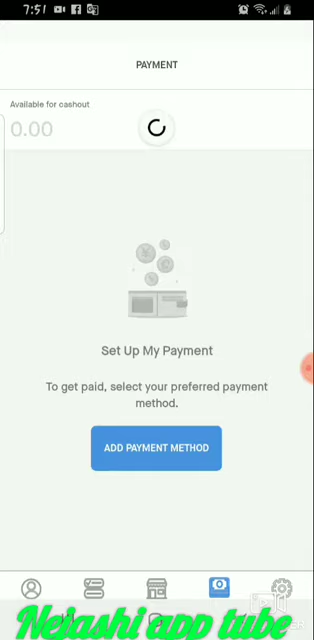 7:51
PAYMENT
Available for cashout
0.00
Set Up My Payment
To get paid, select your preferred payment
method.
ADD PAYMENT METHOD
Nejashi app tube